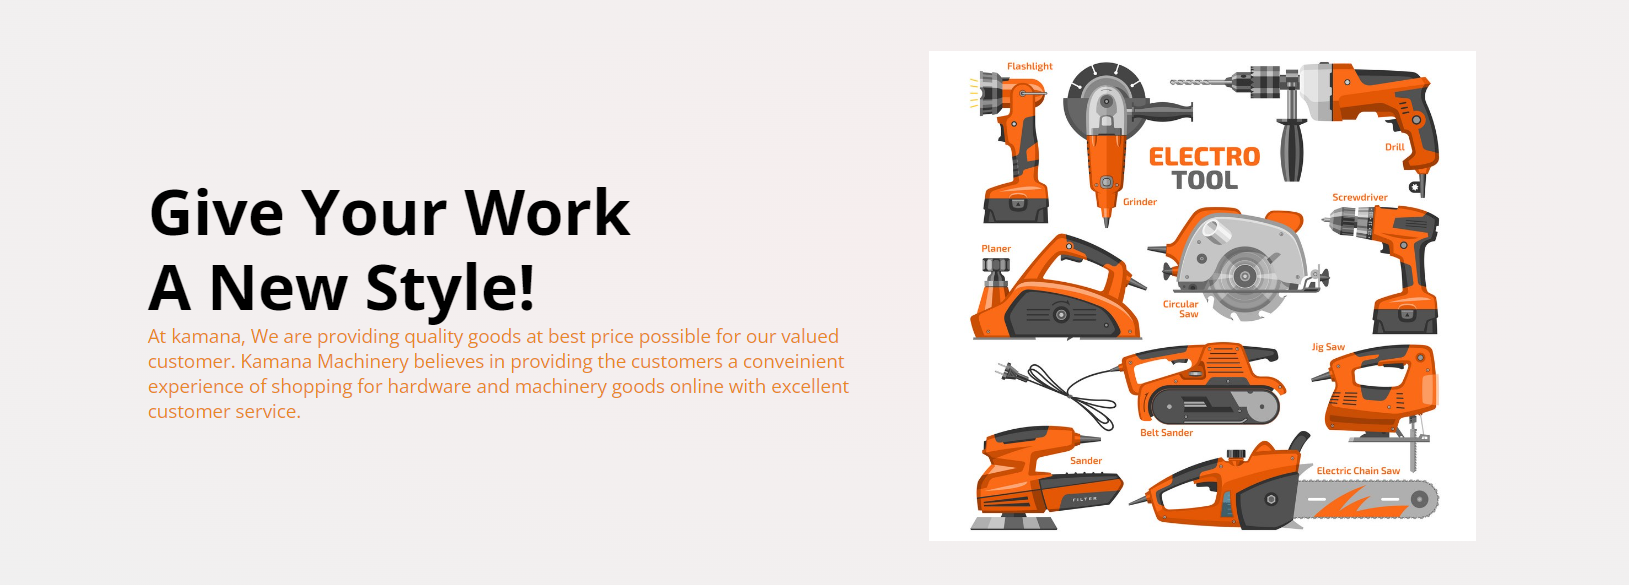 Give Your Work
A New Style!
At kamana, We are providing quality goods at best price possible for our valued
customer. Kamana Machinery believes in providing the customers a conveinient
experience of shopping for hardware and machinery goods online with excellent
customer service.
Flashlight
ELECTRO
TOOL
Drill
Grinder
Screwdriver
Planer
Circular
Saw
Jig Saw
Belt Sander
Sander
FILTER
Electric Chain Saw